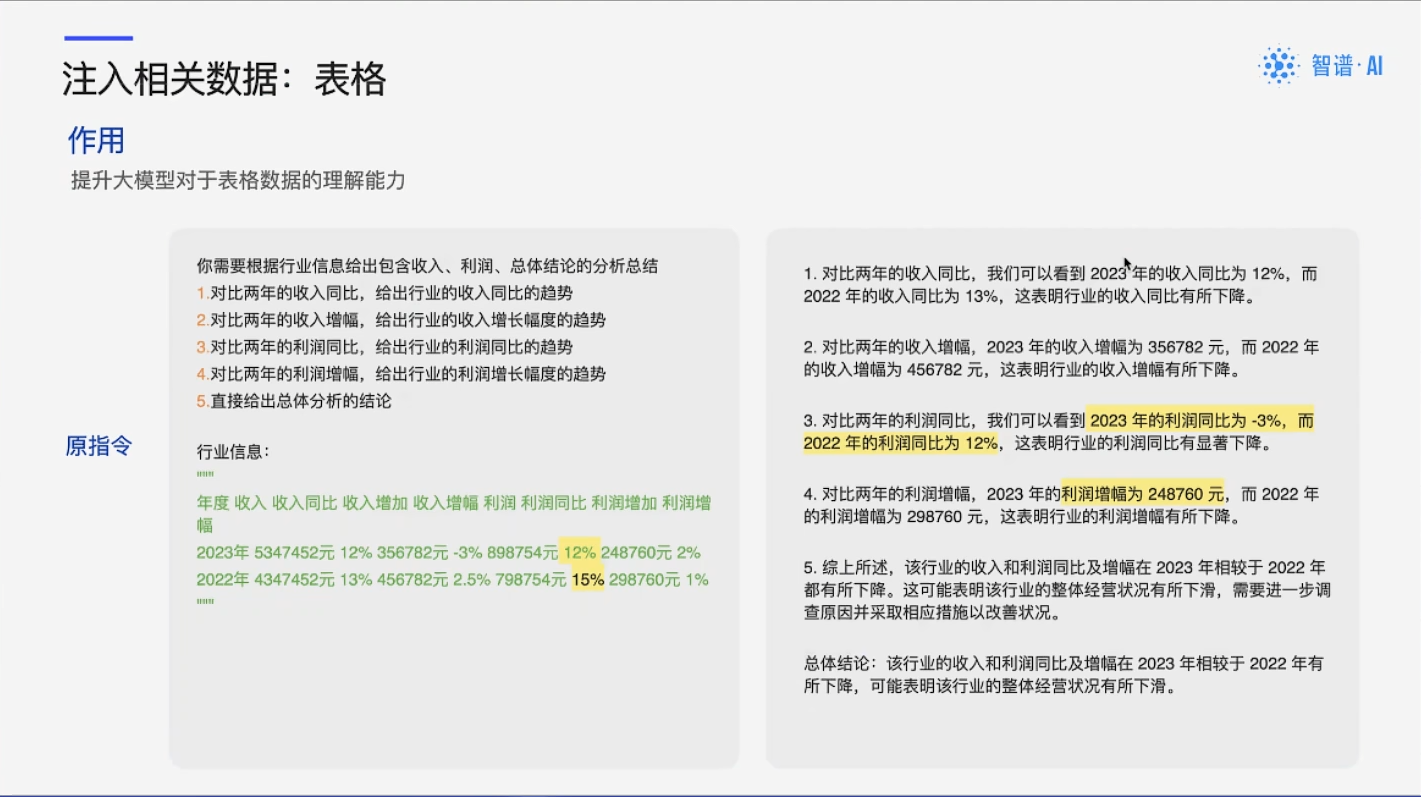 注入相关数据：表格
智谱·AI
作用
提升大模型对于表格数据的理解能力
原指令
你需要根据行业信息给出包含收入、利润、总体结论的分析总结
1.对比两年的收入同比，给出行业的收入同比的趋势
2.对比两年的收入增幅，给出行业的收入增长幅度的趋势
3.对比两年的利润同比，给出行业的利润同比的趋势
4.对比两年的利润增幅，给出行业的利润增长幅度的趋势
5.直接给出总体分析的结论
行业信息：
"""
年度 收入 收入同比 收入增加 收入增幅 利润 利润同比 利润增加 利润增
幅
2023年 5347452元 12% 356782元 -3% 898754元 12% 248760元 2%
2022年 4347452元 13% 456782元 2.5% 798754元 15% 298760元 1%
"""
1. 对比两年的收入同比，我们可以看到 2023 年的收入同比为 12%，而
2022 年的收入同比为 13%，这表明行业的收入同比有所下降。
2. 对比两年的收入增幅，2023 年的收入增幅为 356782 元，而 2022 年
的收入增幅为 456782 元，这表明行业的收入增幅有所下降。
3. 对比两年的利润同比，我们可以看到 2023 年的利润同比为 -3%，而
2022 年的利润同比为 12%，这表明行业的利润同比有显著下降。
4. 对比两年的利润增幅，2023 年的利润增幅为 248760 元，而 2022 年
的利润增幅为 298760 元，这表明行业的利润增幅有所下降。
5. 综上所述，该行业的收入和利润同比及增幅在 2023 年相较于 2022 年
都有所下降。这可能表明该行业的整体经营状况有所下滑，需要进一步调
查原因并采取相应措施以改善状况。
总体结论：该行业的收入和利润同比及增幅在 2023 年相较于 2022 年有
所下降，可能表明该行业的整体经营状况有所下滑。